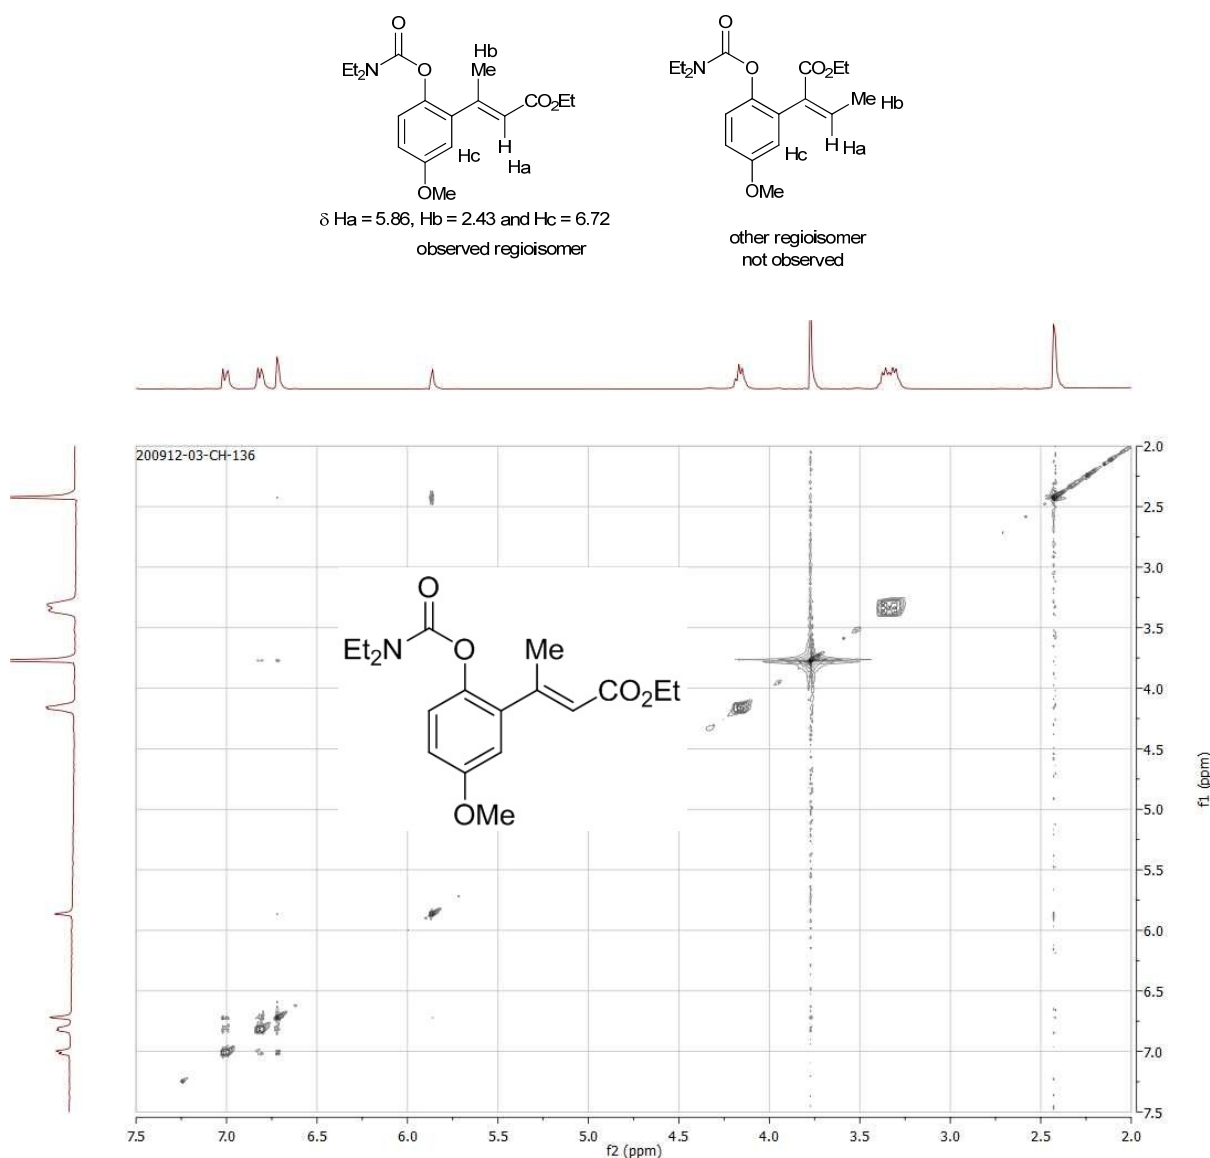 O
Hb
Et₂N
O
Me
CO₂Et
H
Hc
Ha
OMe
δ Ha = 5.86, Hb = 2.43 and Hc = 6.72
observed regioisomer
O
Et₂N
O
CO₂Et
Me Hb
H Ha
Hc
OMe
other regioisomer
not observed
200912-03-CH-136
O
Et₂N
O
Me
CO₂Et
OMe
2.0
2.5
3.0
3.5
4.0
4.5
5.0
5.5
6.0
6.5
7.0
7.5
f1 (ppm)
7.5 7.0 6.5 6.0 5.5 5.0 4.5 4.0 3.5 3.0 2.5 2.0
f2 (ppm)